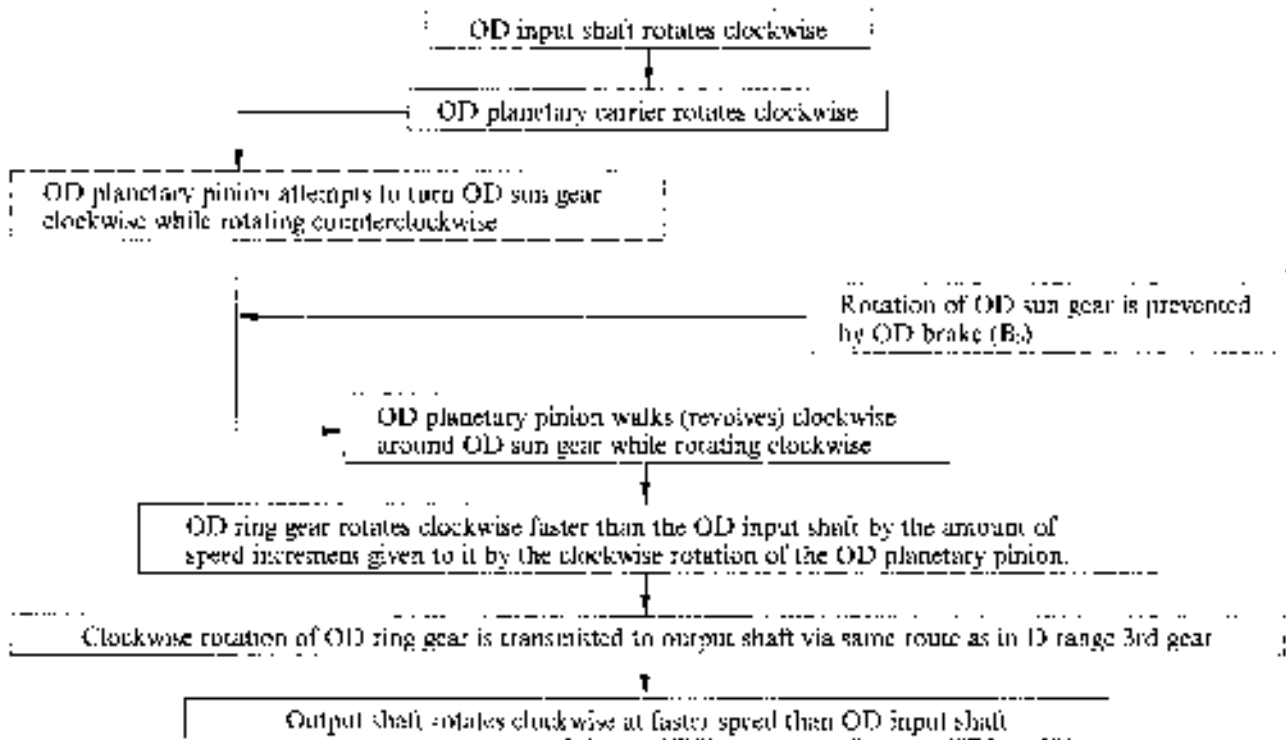 OD input shaft rotates clockwise
OD planetary carrier rotates clockwise
OD planetary pinion attempts to turn OD sun gear
clockwise while rotating counterclockwise
Rotation of OD sun gear is prevented
by OD brake (B₀)
OD planetary pinion walks (revolves) clockwise
around OD sun gear while rotating clockwise
OD ring gear rotates clockwise faster than the OD input shaft by the amount of
speed incremens given to it by the clockwise rotation of the OD planetary pinion.
Clockwise rotation of OD ring gear is transmitted to output shaft via same route as in D range 3rd gear
Output shaft rotates clockwise at faster speed than OD input shaft